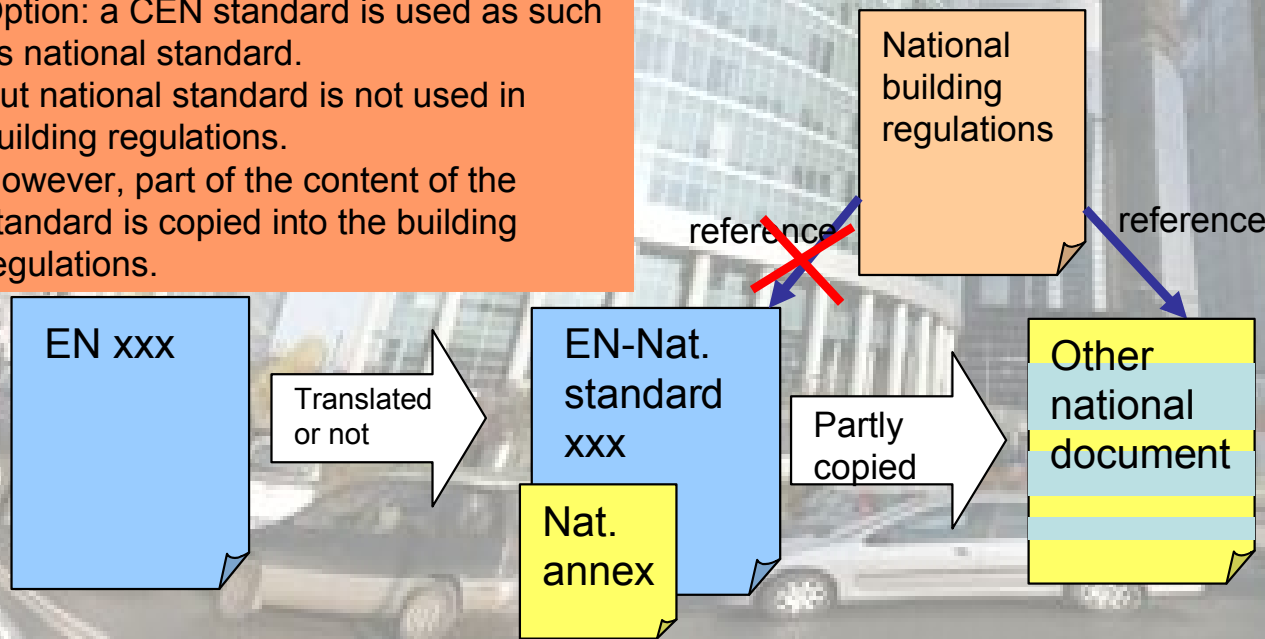 ption: a CEN standard is used as such
s national standard.
ut national standard is not used in
uilding regulations.
owever, part of the content of the
tandard is copied into the building
egulations.
National
building
regulations
reference
reference
EN xxx
Translated
or not
EN-Nat.
standard
xxx
Nat.
annex
Partly
copied
Other
national
document